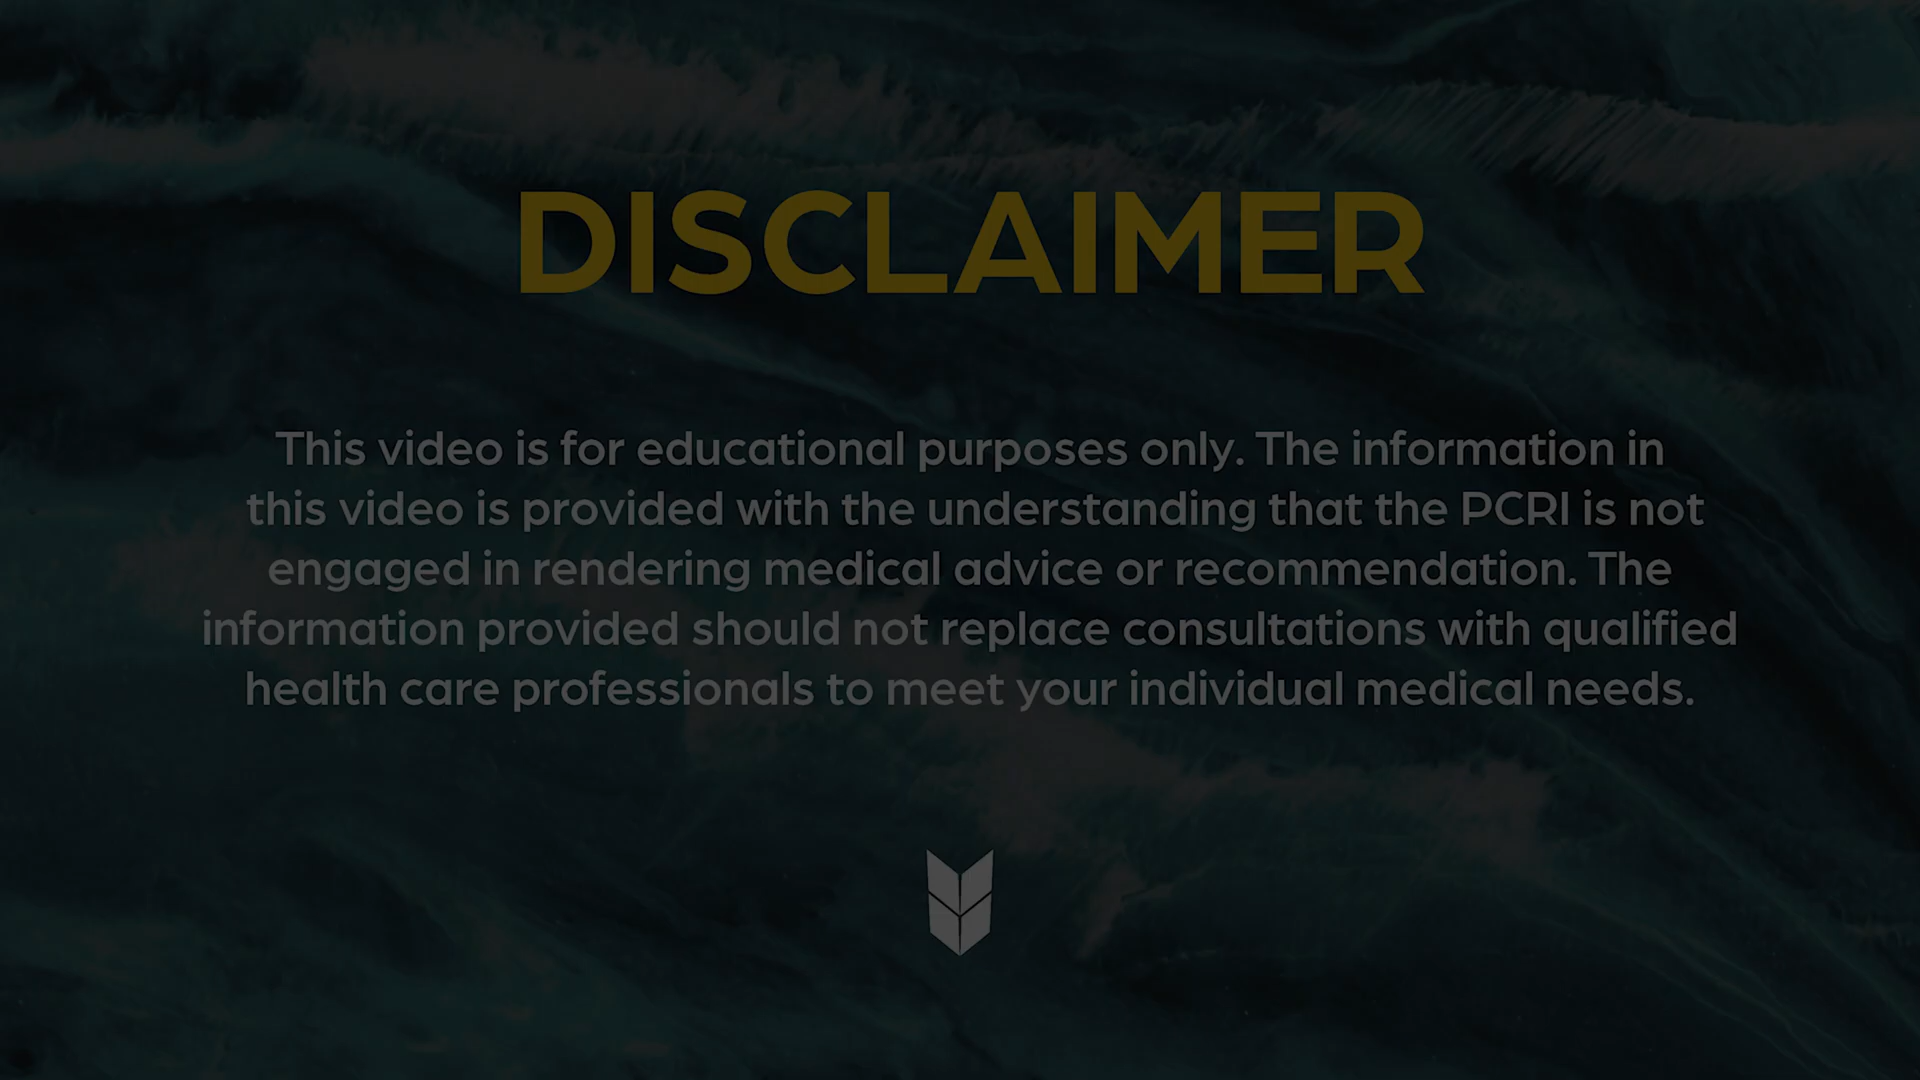 DISCLAIMER
This video is for educational purposes only. The information in
this video is provided with the understanding that the PCRI is not
engaged in rendering medical advice or recommendation. The
information provided should not replace consultations with qualified
health care professionals to meet your individual medical needs.